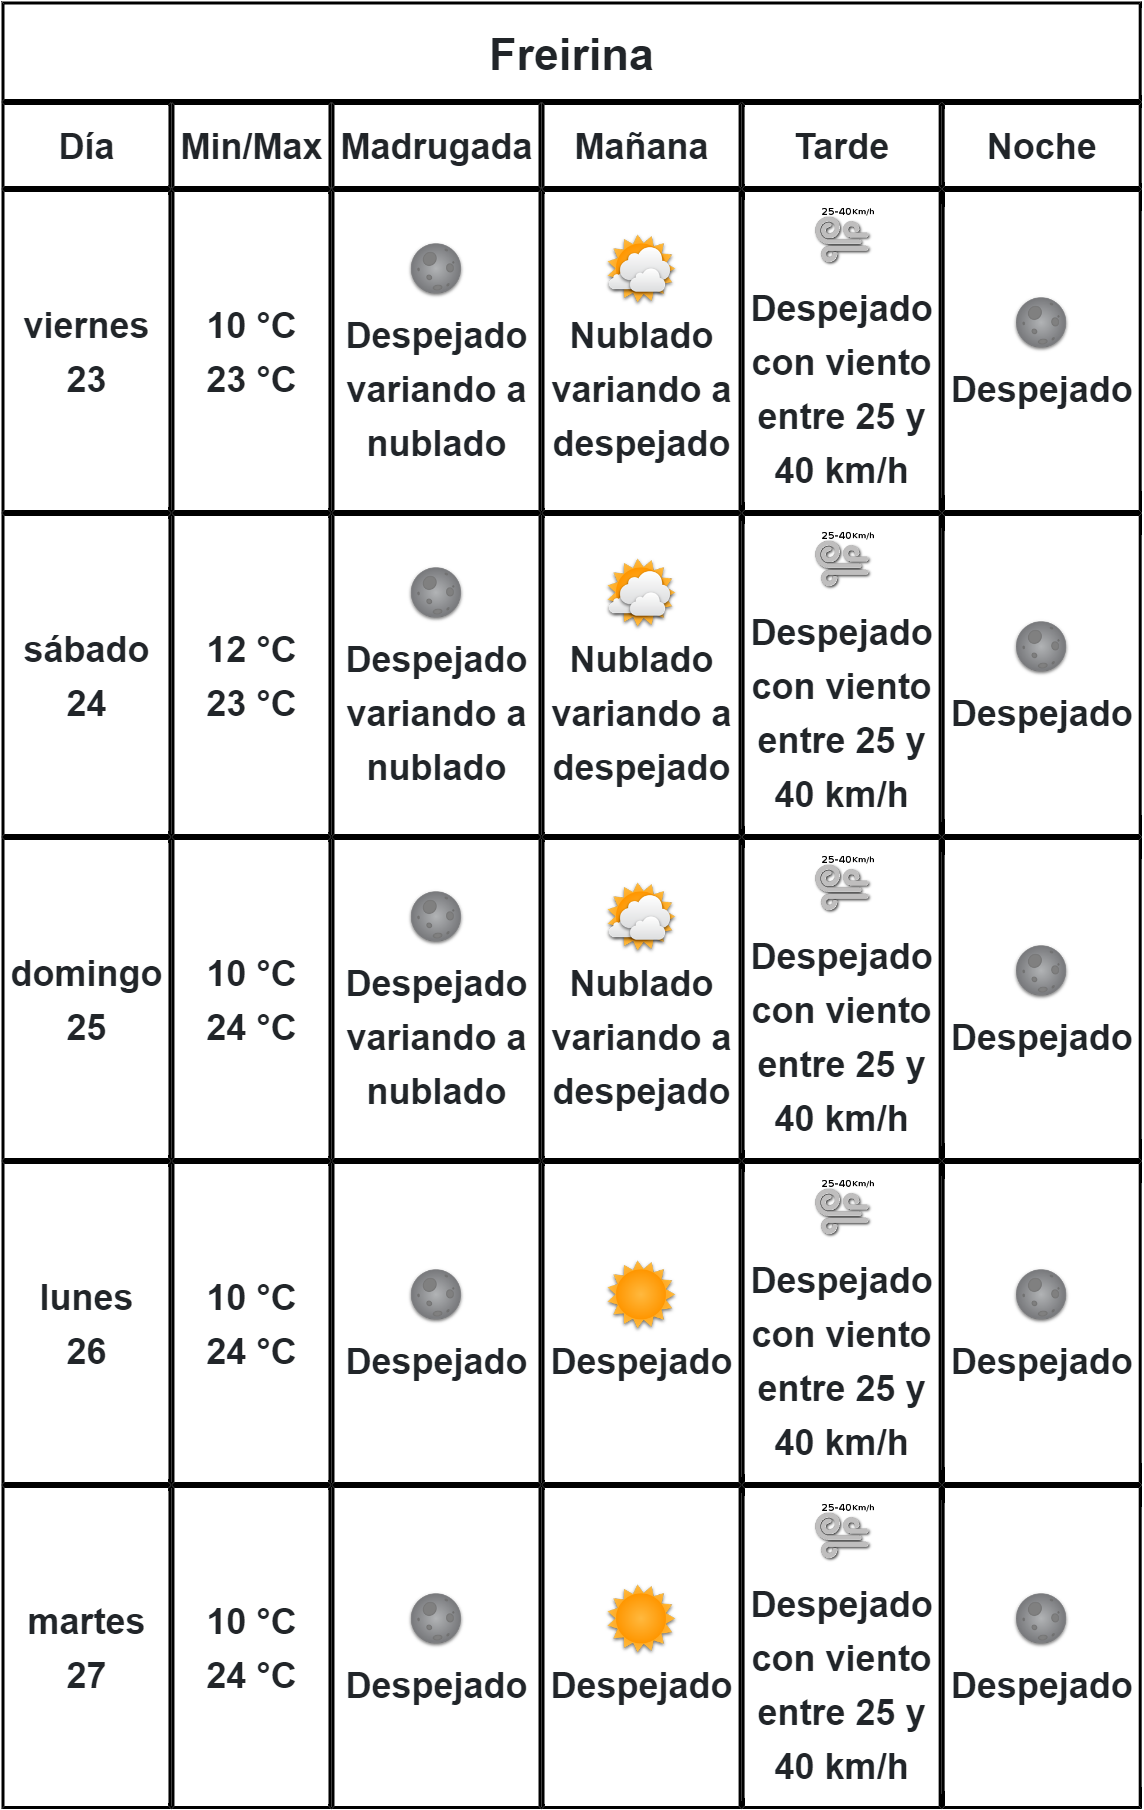 Freirina
Día Min/Max Madrugada Mañana Tarde Noche
viernes
23
10 °C
23 °C
Despejado
variando a
nublado
Nublado
variando a
despejado
25-40Km/h
Despejado
con viento
entre 25 y
40 km/h
Despejado
sábado
24
12 °C
23 °C
Despejado
variando a
nublado
Nublado
variando a
despejado
25-40Km/h
Despejado
con viento
entre 25 y
40 km/h
Despejado
domingo
25
10 °C
24 °C
Despejado
variando a
nublado
Nublado
variando a
despejado
25-40Km/h
Despejado
con viento
entre 25 y
40 km/h
Despejado
lunes
26
10 °C
24 °C
Despejado
Despejado
25-40Km/h
Despejado
con viento
entre 25 y
40 km/h
Despejado
martes
27
10 °C
24 °C
Despejado
Despejado
25-40Km/h
Despejado
con viento
entre 25 y
40 km/h
Despejado